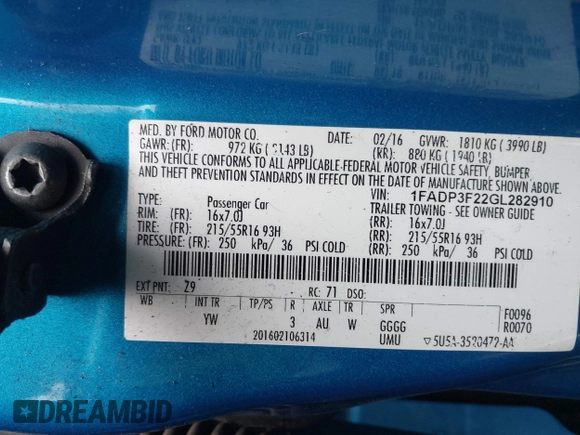 MFD. BY FORD MOTOR CO. DATE: 02/16 GVWR: 1810 KG ( 3990 LB)
GAWR: (FR): 972 KG ( 2143 LB) (RR): 880 KG ( 1940 LB)
THIS VEHICLE CONFORMS TO ALL APPLICABLE FEDERAL MOTOR VEHICLE SAFETY, BUMPER,
AND THEFT PREVENTION STANDARDS IN EFFECT ON THE DATE OF MANUFACTURE SHOWN ABOVE.
VIN: 1FADP3F22GL282910
TYPE: Passenger Car TRAILER TOWING - SEE OWNER GUIDE
RIM: (FR): 16x7.0J (RR): 16x7.0J
TIRE: (FR): 215/55R16 93H (RR): 215/55R16 93H
PRESSURE: (FR): 250 kPa/ 36 PSI COLD (RR): 250 kPa/ 36 PSI COLD
EXT PNT: Z9 RC: 71 DSO:
WB INT TR TP/PS R AXLE TR SPR F0096
YW 3 AU W GGGG R0070
201602106314 UMU 5U5A-3520472-AA
DREAMBID